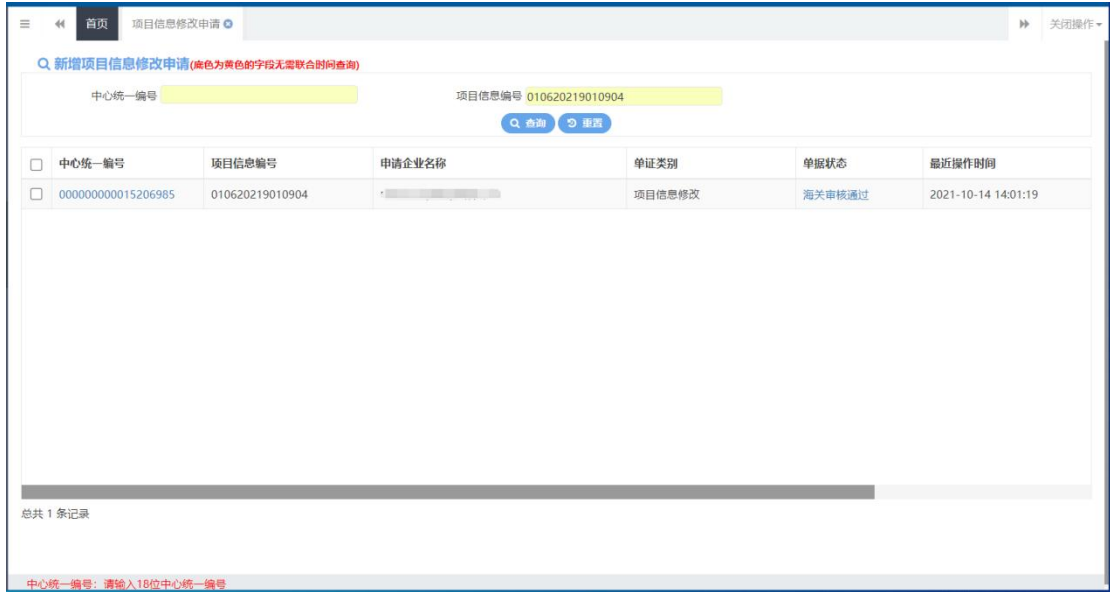 首页 项目信息修改申请 关闭操作
新增项目信息修改申请(底色为黄色的字段无需联合时间查询)
中心统一编号 项目信息编号 010620219010904
查询 重置
中心统一编号 项目信息编号 申请企业名称 单证类别 单据状态 最近操作时间
000000000015206985 010620219010904 项目信息修改 海关审核通过 2021-10-14 14:01:19
总共 1 条记录
中心统一编号：请输入18位中心统一编号